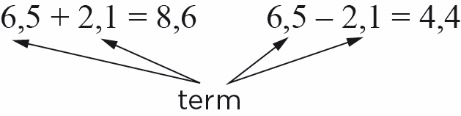 6,5 + 2,1 = 8,6 6,5 – 2,1 = 4,4
term